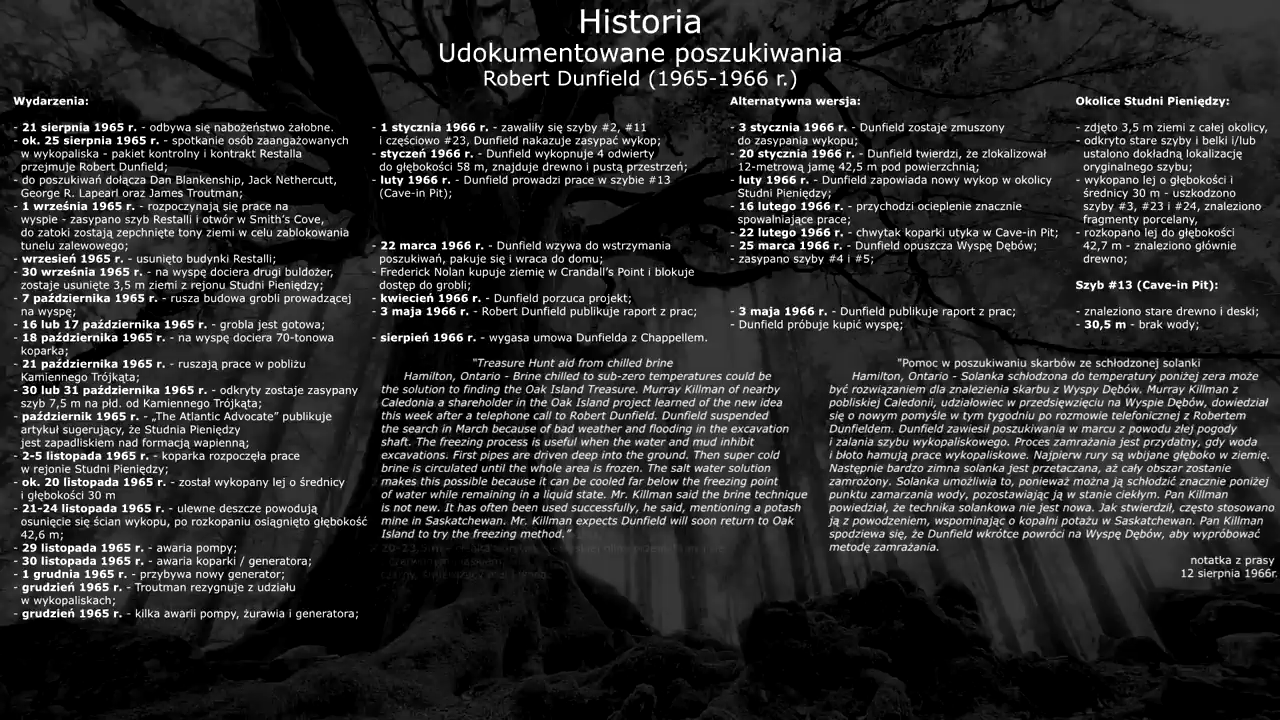 Historia
Udokumentowane poszukiwania
Robert Dunfield (1965-1966 r.)
Wydarzenia:
- 21 sierpnia 1965 r. - odbywa się nabożeństwo żałobne.
- ok. 25 sierpnia 1965 r. - spotkanie osób zaangażowanych
w wykopaliska - pakiet kontrolny i kontrakt Restalla
przejmuje Robert Dunfield;
- do poszukiwań dołącza Dan Blankenship, Jack Nethercutt,
George R. Lapearl oraz James Troutman;
- 1 września 1965 r. - rozpoczynają się prace na
wyspie - zasypano szyb Restalli i otwór w Smith's Cove,
do zatoki zostają zepchnięte tony ziemi w celu zablokowania
tunelu zalewowego;
- wrzesień 1965 r. - usunięto budynki Restalli;
- 30 września 1965 r. - na wyspę dociera drugi buldożer,
zostaje usunięte 3,5 m ziemi z rejonu Studni Pieniędzy;
- 7 października 1965 r. - rusza budowa grobli prowadzącej
na wyspę;
- 16 lub 17 października 1965 r. - grobla jest gotowa;
- 18 października 1965 r. - na wyspę dociera 70-tonowa
koparka;
- 21 października 1965 r. - ruszają prace w pobliżu
Kamiennego Trójkąta;
- 30 lub 31 października 1965 r. - odkryty zostaje zasypany
szyb 7,5 m na płd. od Kamiennego Trójkąta;
- październik 1965 r. - „The Atlantic Advocate” publikuje
artykuł sugerujący, że Studnia Pieniędzy
jest zapadliskiem nad formacją wapienną;
- 2-5 listopada 1965 r. - koparka rozpoczęła prace
w rejonie Studni Pieniędzy;
- ok. 20 listopada 1965 r. - został wykopany lej o średnicy
i głębokości 30 m
- 21-24 listopada 1965 r. - ulewne deszcze powodują
osunięcie się ścian wykopu, po rozkopaniu osiągnięto głębokość
42,6 m;
- 29 listopada 1965 r. - awaria pompy;
- 30 listopada 1965 r. - awaria koparki / generatora;
- 1 grudnia 1965 r. - przybywa nowy generator;
- grudzień 1965 r. - Troutman rezygnuje z udziału
w wykopaliskach;
- grudzień 1965 r. - kilka awarii pompy, żurawia i generatora;
- 1 stycznia 1966 r. - zawaliły się szyby #2, #11
i częściowo #23, Dunfield nakazuje zasypać wykop;
- styczeń 1966 r. - Dunfield wykopnuje 4 odwierty
do głębokości 58 m, znajduje drewno i pustą przestrzeń;
- luty 1966 r. - Dunfield prowadzi prace w szybie #13
(Cave-in Pit);
- 22 marca 1966 r. - Dunfield wzywa do wstrzymania
poszukiwań, pakuje się i wraca do domu;
- Frederick Nolan kupuje ziemię w Crandall's Point i blokuje
dostęp do grobli;
- kwiecień 1966 r. - Dunfield porzuca projekt;
- 3 maja 1966 r. - Robert Dunfield publikuje raport z prac;
- sierpień 1966 r. - wygasa umowa Dunfielda z Chappellem.
Alternatywna wersja:
- 3 stycznia 1966 r. - Dunfield zostaje zmuszony
do zasypania wykopu;
- 20 stycznia 1966 r. - Dunfield twierdzi, że zlokalizował
12-metrową jamę 42,5 m pod powierzchnią;
- luty 1966 r. - Dunfield zapowiada nowy wykop w okolicy
Studni Pieniędzy;
- 16 lutego 1966 r. - przychodzi ocieplenie znacznie
spowalniające prace;
- 22 lutego 1966 r. - chwytak koparki utyka w Cave-in Pit;
- 25 marca 1966 r. - Dunfield opuszcza Wyspę Dębów;
- zasypano szyby #4 i #5;
- 3 maja 1966 r. - Dunfield publikuje raport z prac;
- Dunfield próbuje kupić wyspę;
Okolice Studni Pieniędzy:
- zdjęto 3,5 m ziemi z całej okolicy,
- odkryto stare szyby i belki i/lub
ustalono dokładną lokalizację
oryginalnego szybu;
- wykopano lej o głębokości i
średnicy 30 m - uszkodzono
szyby #3, #23 i #24, znaleziono
fragmenty porcelany,
- rozkopano lej do głębokości
42,7 m - znaleziono głównie
drewno;
Szyb #13 (Cave-in Pit):
- znaleziono stare drewno i deski;
- 30,5 m - brak wody;
“Treasure Hunt aid from chilled brine
Hamilton, Ontario - Brine chilled to sub-zero temperatures could be
the solution to finding the Oak Island Treasure. Murray Killman of nearby
Caledonia a shareholder in the Oak Island project learned of the new idea
this week after a telephone call to Robert Dunfield. Dunfield suspended
the search in March because of bad weather and flooding in the excavation
shaft. The freezing process is useful when the water and mud inhibit
excavations. First pipes are driven deep into the ground. Then super cold
brine is circulated until the whole area is frozen. The salt water solution
makes this possible because it can be cooled far below the freezing point
of water while remaining in a liquid state. Mr. Killman said the brine technique
is not new. It has often been used successfully, he said, mentioning a potash
mine in Saskatchewan. Mr. Killman expects Dunfield will soon return to Oak
Island to try the freezing method.”
"Pomoc w poszukiwaniu skarbów ze schłodzonej solanki
Hamilton, Ontario - Solanka schłodzona do temperatury poniżej zera może
być rozwiązaniem dla znalezienia skarbu z Wyspy Dębów. Murray Killman z
pobliskiej Caledonii, udziałowiec w przedsięwzięciu na Wyspie Dębów, dowiedział
się o nowym pomyśle w tym tygodniu po rozmowie telefonicznej z Robertem
Dunfieldem. Dunfield zawiesił poszukiwania w marcu z powodu złej pogody
i zalania szybu wykopaliskowego. Proces zamrażania jest przydatny, gdy woda
i błoto hamują prace wykopaliskowe. Najpierw rury są wbijane głęboko w ziemię.
Następnie bardzo zimna solanka jest przetaczana, aż cały obszar zostanie
zamrożony. Solanka umożliwia to, ponieważ można ją schłodzić znacznie poniżej
punktu zamarzania wody, pozostawiając ją w stanie ciekłym. Pan Killman
powiedział, że technika solankowa nie jest nowa. Jak stwierdził, często stosowano
ją z powodzeniem, wspominając o kopalni potażu w Saskatchewan. Pan Killman
spodziewa się, że Dunfield wkrótce powróci na Wyspę Dębów, aby wypróbować
metodę zamrażania.
notatka z prasy
12 sierpnia 1966r.